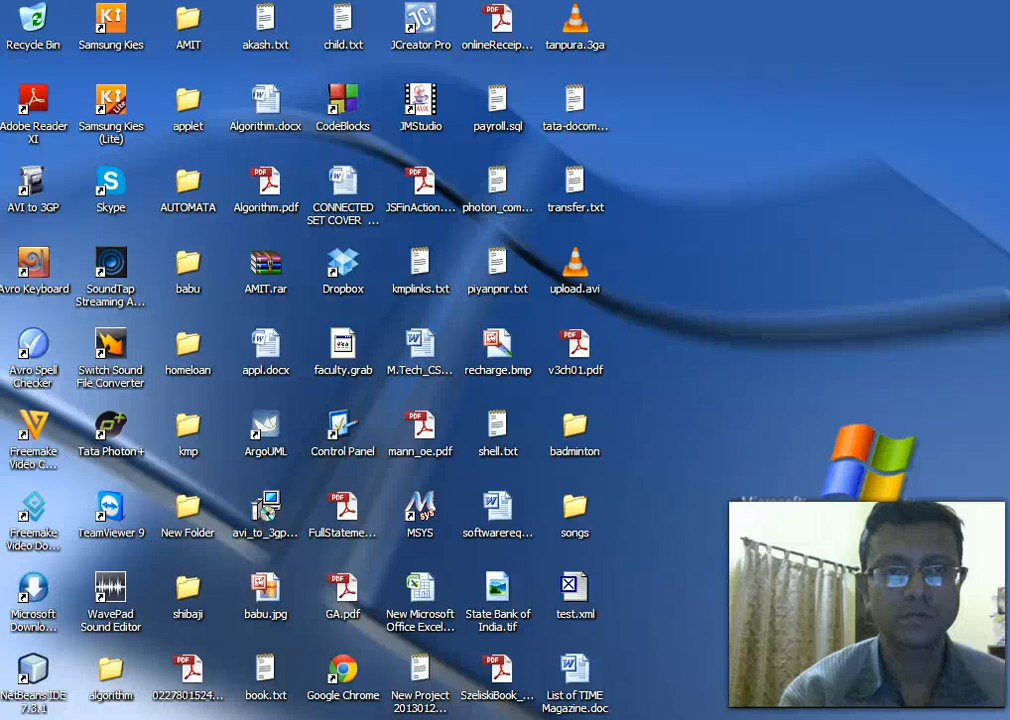 Recycle Bin
Samsung Kies
AMIT
akash.txt
child.txt
JCreator Pro
onlineReceip...
tanpura.3ga
Adobe Reader
XI
Samsung Kies
(Lite)
applet
Algorithm.docx
CodeBlocks
JMStudio
payroll.sql
tata-docom...
AVI to 3GP
Skype
AUTOMATA
Algorithm.pdf
CONNECTED
SET COVER ...
JSFinAction....
photon_com...
transfer.txt
Avro Keyboard
SoundTap
Streaming A...
babu
AMIT.rar
Dropbox
kmplinks.txt
piyanpnr.txt
upload.avi
Avro Spell
Checker
Switch Sound
File Converter
homeloan
appl.docx
faculty.grab
M.Tech_CS...
recharge.bmp
v3ch01.pdf
Freemake
Video C...
Tata Photon+
kmp
ArgoUML
Control Panel
mann_oe.pdf
shell.txt
badminton
Freemake
Video Do...
TeamViewer 9
New Folder
avi_to_3gp...
FullStateme...
MSYS
softwarereq...
songs
Microsoft
Downlo...
WavePad
Sound Editor
shibaji
babu.jpg
GA.pdf
New Microsoft
Office Excel...
State Bank of
India.tif
test.xml
NetBeans IDE
7.3.1
algorithm
0227801524...
book.txt
Google Chrome
New Project
2013012...
SzeliskiBook_...
List of TIME
Magazine.doc